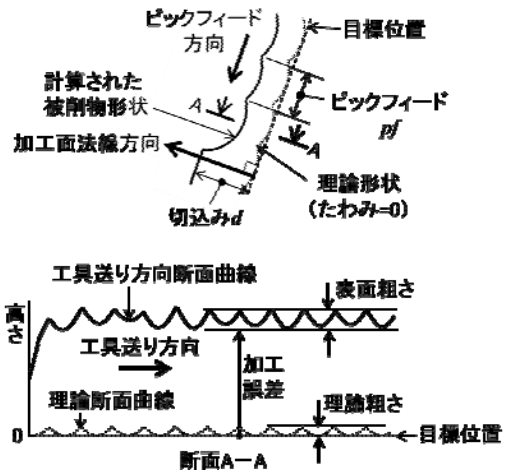 ピックフィード
方向
目標位置
計算された
被削物形状
A
ピックフィード
pf
加工面法線方向
A
理論形状
(たわみ=0)
切込みd
工具送り方向断面曲線
表面粗さ
高さ
工具送り方向
加工
誤差
理論断面曲線
理論粗さ
0
目標位置
断面A-A